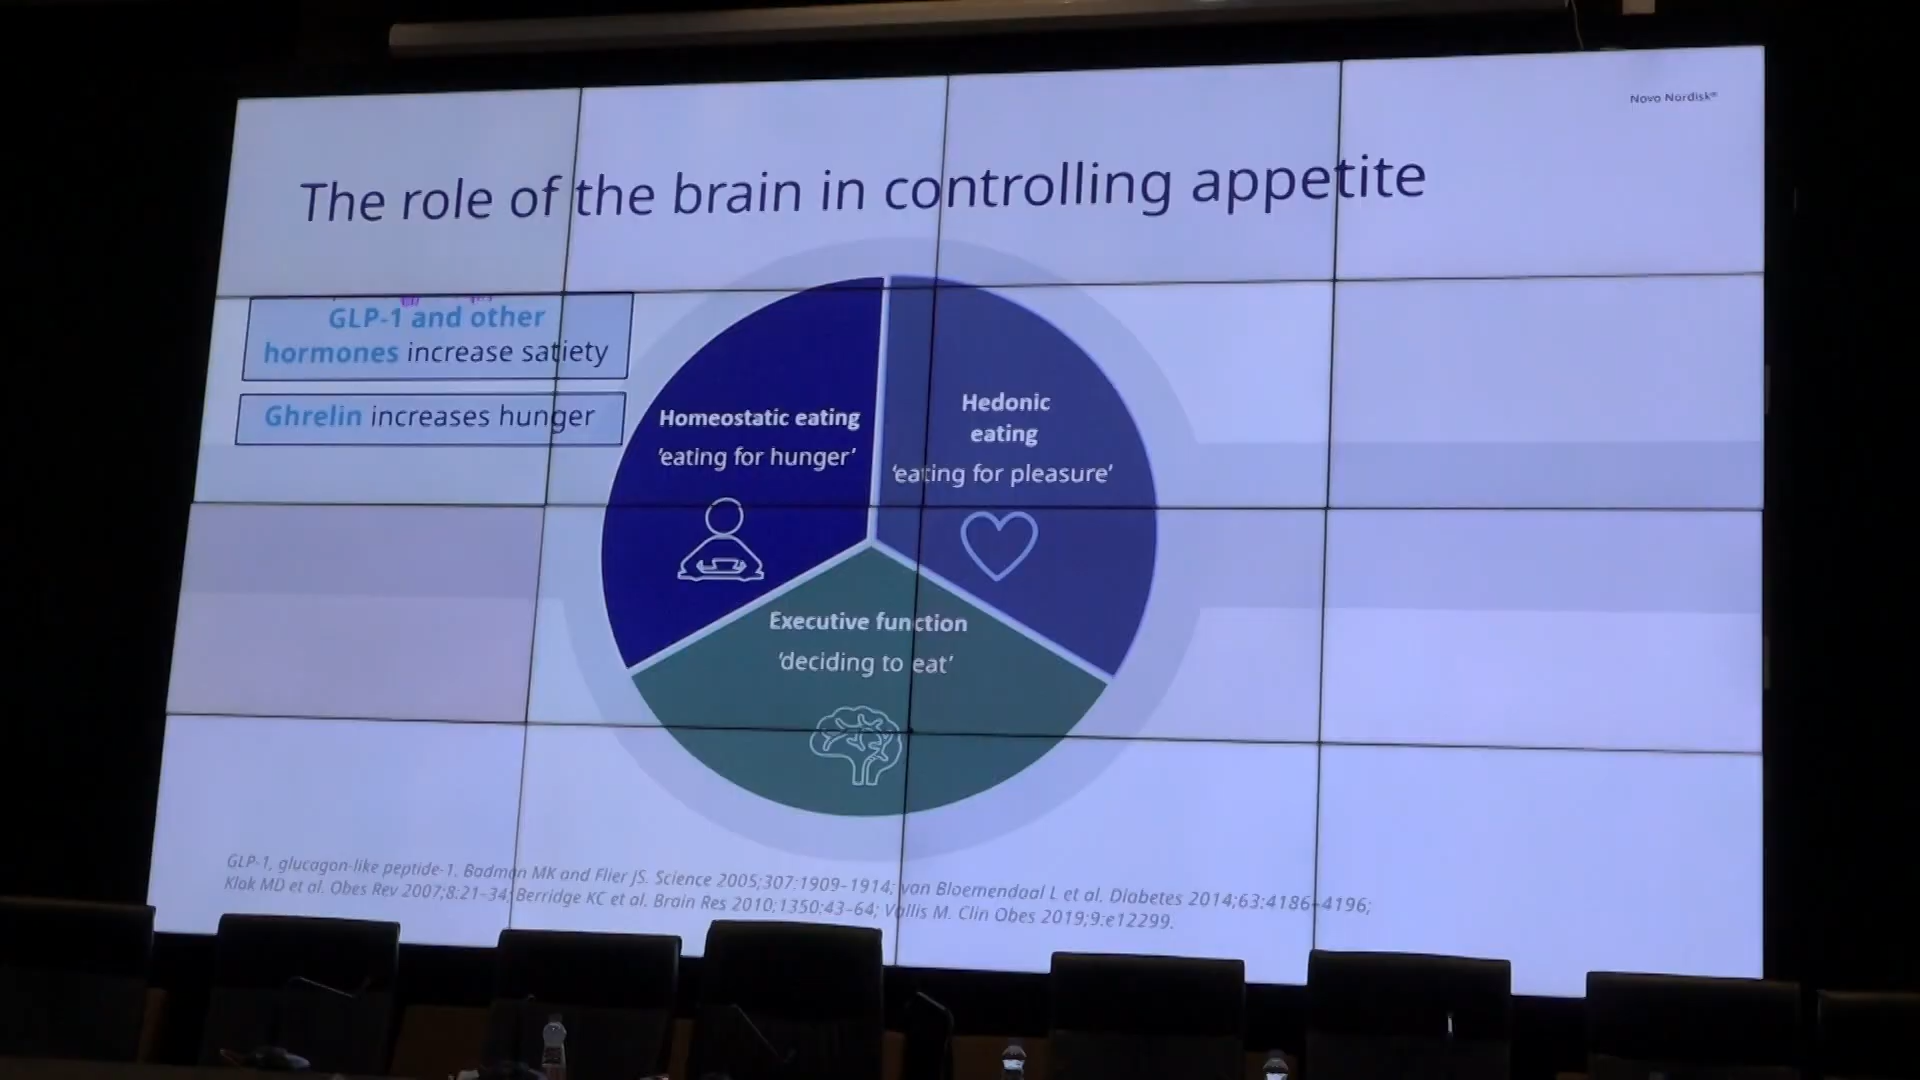 Novo Nordisk®
The role of the brain in controlling appetite
GLP-1 and other
hormones increase satiety
Ghrelin increases hunger
Homeostatic eating
‘eating for hunger’
Hedonic
eating
‘eating for pleasure’
Executive function
‘deciding to eat’
GLP-1, glucagon-like peptide-1. Badman MK and Flier JS. Science 2005;307:1909–1914; van Bloemendaal L et al. Diabetes 2014;63:4186–4196;
Klok MD et al. Obes Rev 2007;8:21–34; Berridge KC et al. Brain Res 2010;1350:43–64; Vallis M. Clin Obes 2019;9:e12299.